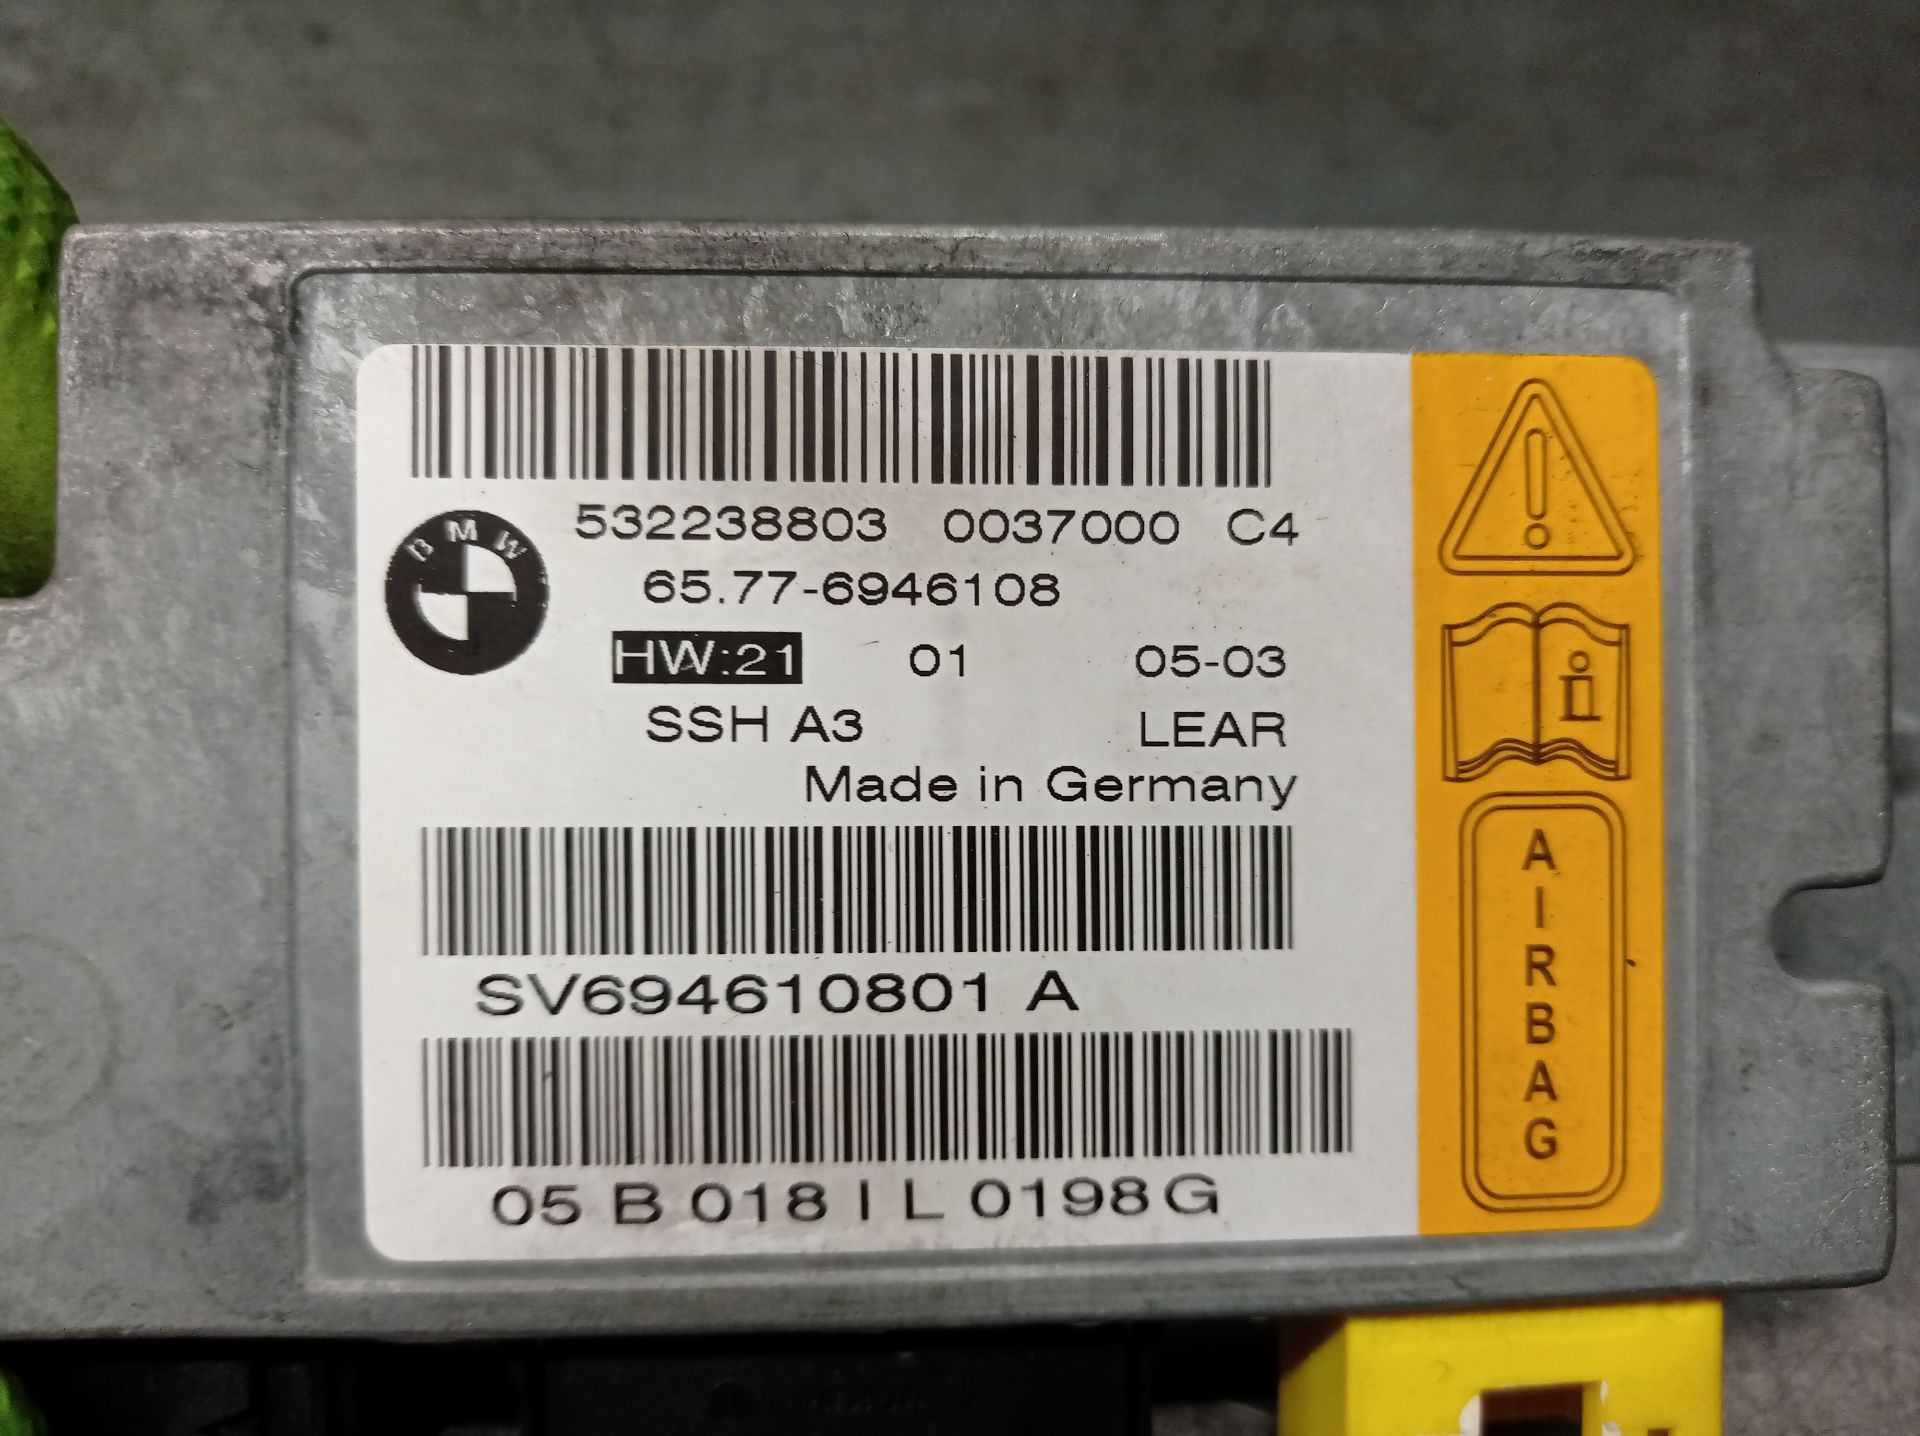 532238803 0037000 C4
BMW
65.77-6946108
HW:21 01 05-03
SSH A3 LEAR
Made in Germany
SV694610801 A
05 B 018 I L 0198 G
i
AIRBAG